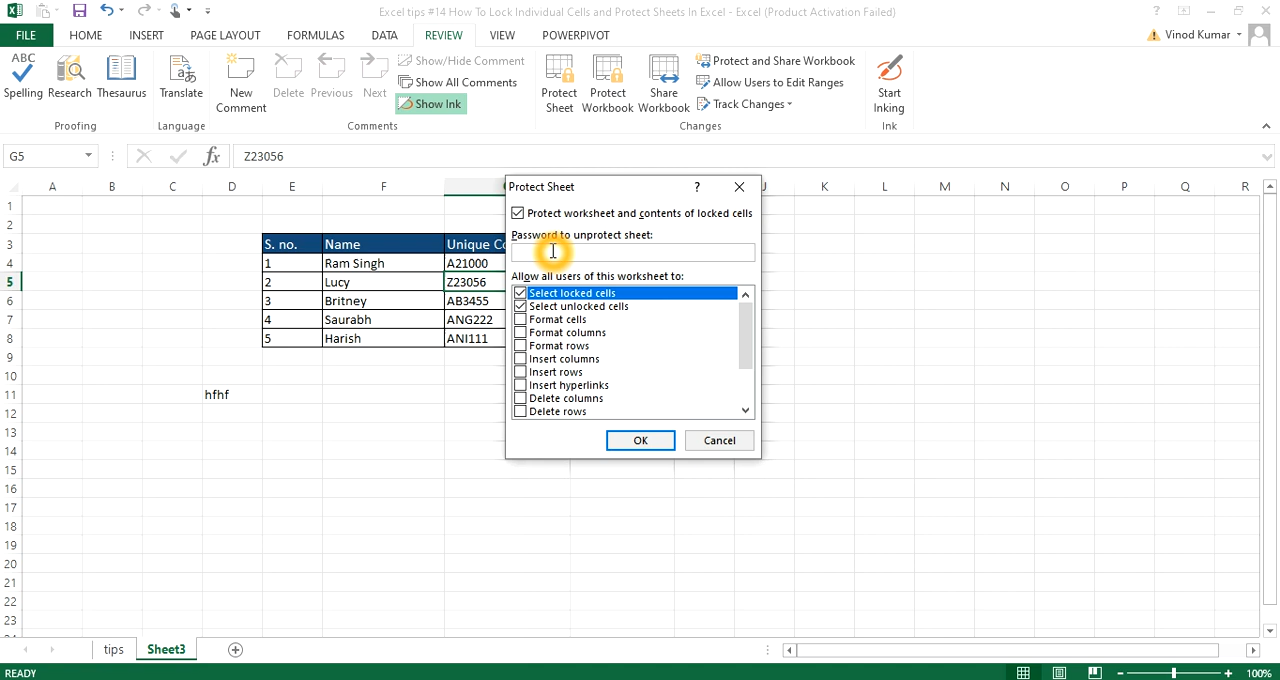 Excel tips #14 How To Lock Individual Cells and Protect Sheets In Excel - Excel (Product Activation Failed)
FILE HOME INSERT PAGE LAYOUT FORMULAS DATA REVIEW VIEW POWERPIVOT Vinod Kumar
ABC
Spelling Research Thesaurus
Proofing
Translate
Language
New Comment Delete Previous Next
Show/Hide Comment
Show All Comments
Show Ink
Comments
Protect Sheet Protect Workbook Share Workbook
Protect and Share Workbook
Allow Users to Edit Ranges
Track Changes
Changes
Start Inking
Ink
G5 fx Z23056
A B C D E F J K L M N O P Q R
1
2
3 S. no. Name Unique Co
4 1 Ram Singh A21000
5 2 Lucy Z23056
6 3 Britney AB3455
7 4 Saurabh ANG222
8 5 Harish ANI111
9
10
11 hfhf
12
13
14
15
16
17
18
19
20
21
22
23
Protect Sheet ?
Protect worksheet and contents of locked cells
Password to unprotect sheet:
Allow all users of this worksheet to:
Select locked cells
Select unlocked cells
Format cells
Format columns
Format rows
Insert columns
Insert rows
Insert hyperlinks
Delete columns
Delete rows
OK Cancel
tips Sheet3
READY 100%